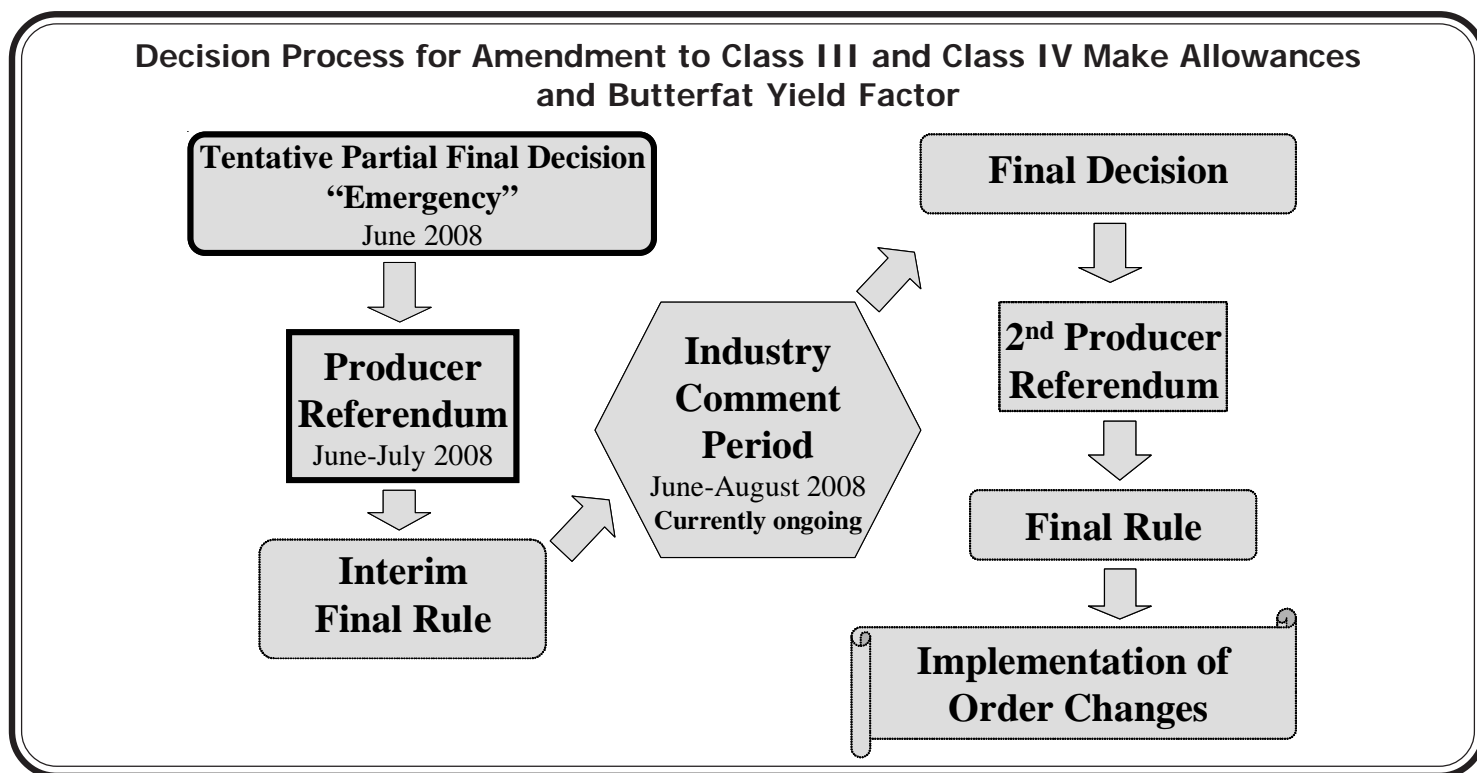 Decision Process for Amendment to Class III and Class IV Make Allowances
and Butterfat Yield Factor
Tentative Partial Final Decision
“Emergency”
June 2008
Producer
Referendum
June-July 2008
Interim
Final Rule
Industry
Comment
Period
June-August 2008
Currently ongoing
Final Decision
2nd Producer
Referendum
Final Rule
Implementation of
Order Changes